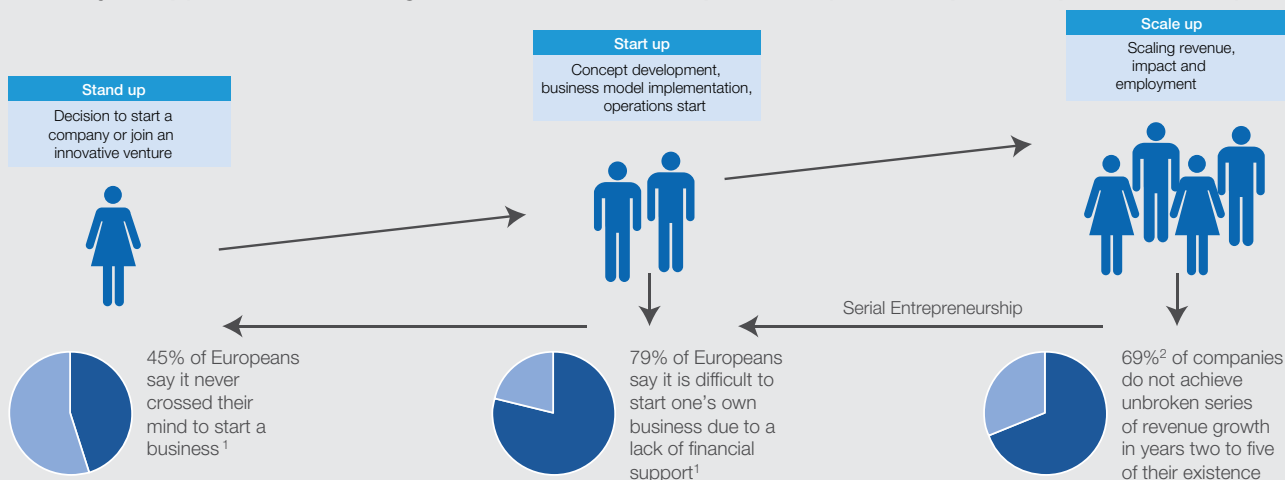 Stand up
Decision to start a
company or join an
innovative venture
Start up
Concept development,
business model implementation,
operations start
Scale up
Scaling revenue,
impact and
employment
Serial Entrepreneurship
45% of Europeans
say it never
crossed their
mind to start a
business 1
79% of Europeans
say it is difficult to
start one's own
business due to a
lack of financial
support1
69%2 of companies
do not achieve
unbroken series
of revenue growth
in years two to five
of their existence